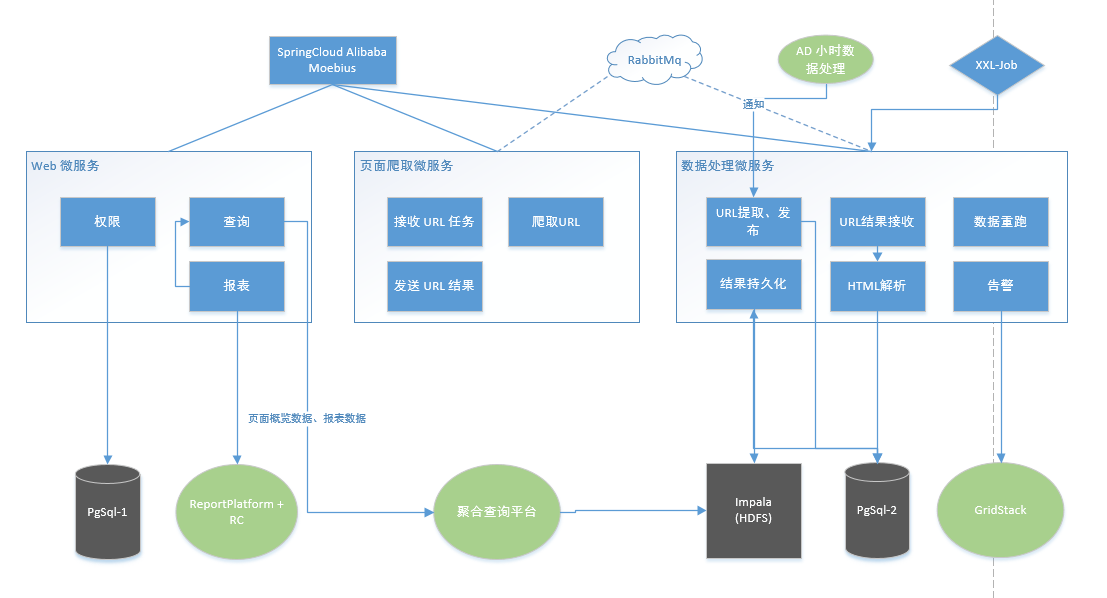 SpringCloud Alibaba
Moebius
RabbitMq
AD 小时数
据处理
XXL-Job
通知
Web 微服务
页面爬取微服务
数据处理微服务
权限
查询
接收 URL 任务
爬取URL
URL提取、发
布
URL结果接收
数据重跑
报表
发送 URL 结果
结果持久化
HTML解析
告警
页面概览数据、报表数据
PgSql-1
ReportPlatform +
RC
聚合查询平台
Impala
(HDFS)
PgSql-2
GridStack